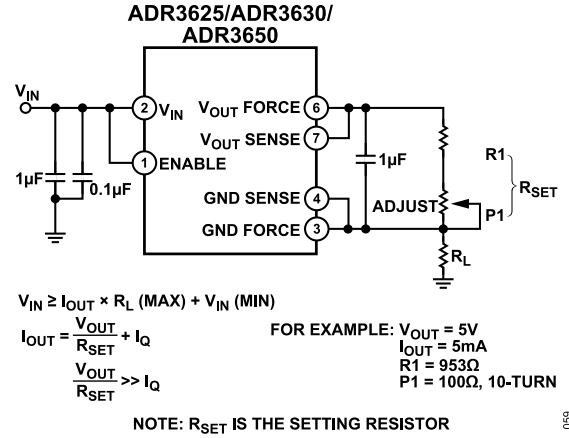 ADR3625/ADR3630/
ADR3650
VIN
2 VIN
VOUT FORCE 6
VOUT SENSE 7
1 ENABLE
1µF
0.1µF
1µF
GND SENSE 4
GND FORCE 3
R1
ADJUST
P1
RSET
RL
VIN ≥ IOUT × RL (MAX) + VIN (MIN)
IOUT = VOUT / RSET + IQ
VOUT / RSET >> IQ
FOR EXAMPLE: VOUT = 5V
IOUT = 5mA
R1 = 953Ω
P1 = 100Ω, 10-TURN
NOTE: RSET IS THE SETTING RESISTOR
059